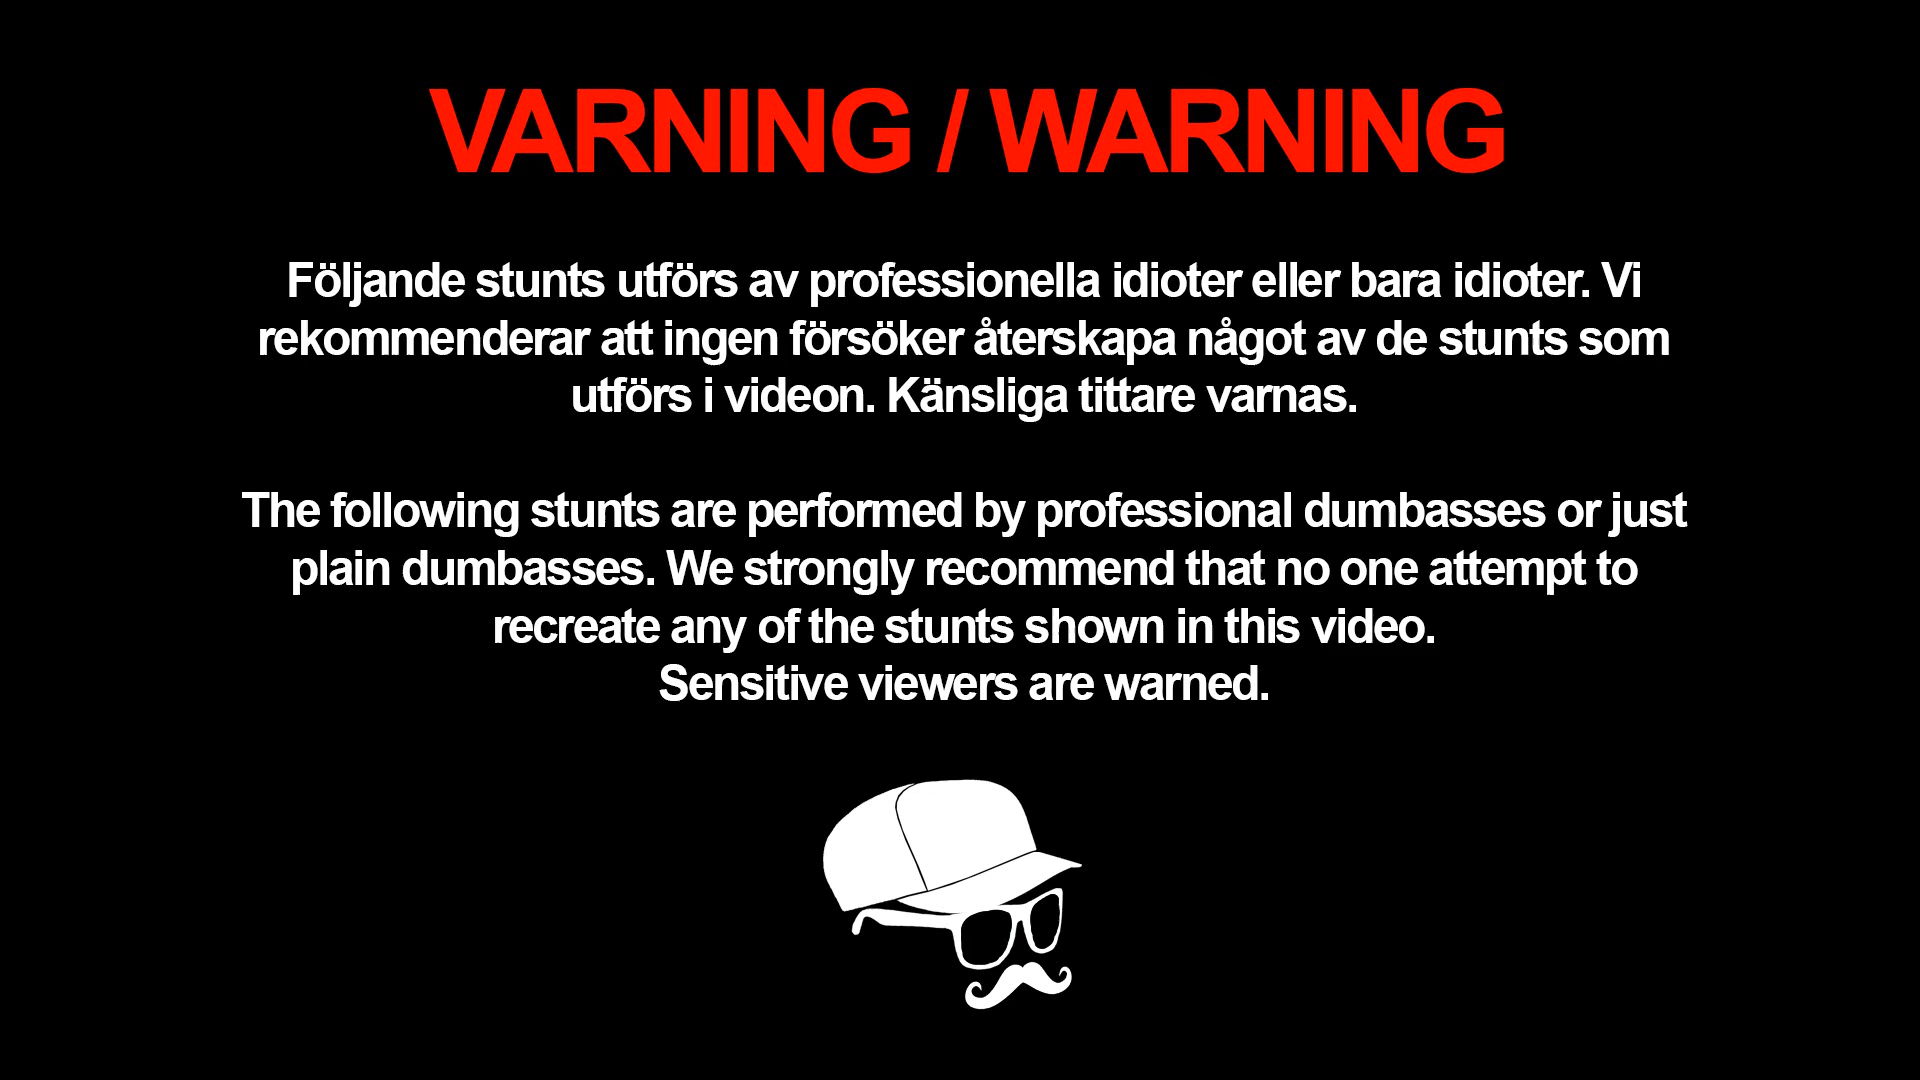 VARNING / WARNING
Följande stunts utförs av professionella idioter eller bara idioter. Vi
rekommenderar att ingen försöker återskapa något av de stunts som
utförs i videon. Känsliga tittare varnas.
The following stunts are performed by professional dumbasses or just
plain dumbasses. We strongly recommend that no one attempt to
recreate any of the stunts shown in this video.
Sensitive viewers are warned.